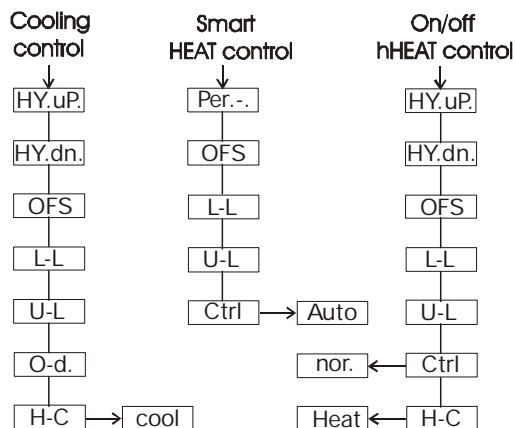 Cooling
control
HY.uP.
HY.dn.
OFS
L-L
U-L
O-d.
H-C
cool
Smart
HEAT control
Per.-.
OFS
L-L
U-L
Ctrl
Auto
On/off
hHEAT control
HY.uP.
HY.dn.
OFS
L-L
U-L
Ctrl
nor.
H-C
Heat